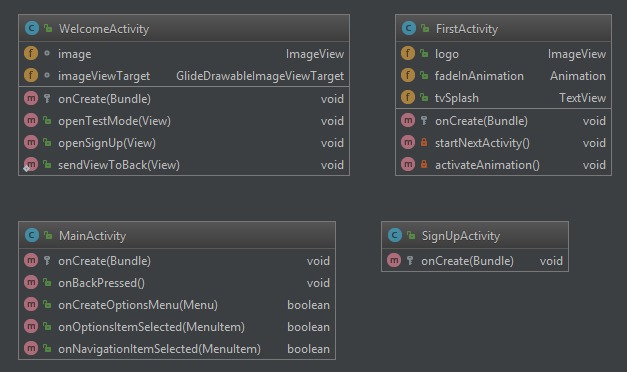 WelcomeActivity
image ImageView
imageViewTarget GlideDrawableImageViewTarget
onCreate(Bundle) void
openTestMode(View) void
openSignUp(View) void
sendViewToBack(View) void
FirstActivity
logo ImageView
fadeInAnimation Animation
tvSplash TextView
onCreate(Bundle) void
startNextActivity() void
activateAnimation() void
MainActivity
onCreate(Bundle) void
onBackPressed() void
onCreateOptionsMenu(Menu) boolean
onOptionsItemSelected(MenuItem) boolean
onNavigationItemSelected(MenuItem) boolean
SignUpActivity
onCreate(Bundle) void